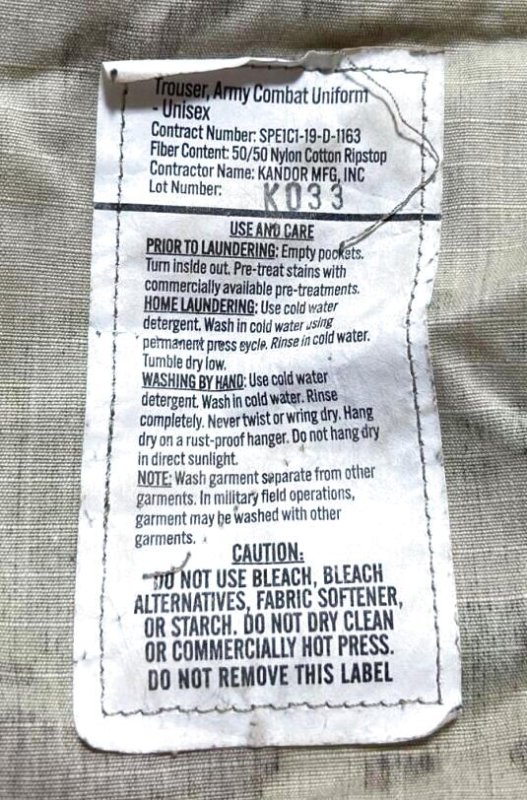 Trouser, Army Combat Uniform
- Unisex
Contract Number: SPE1C1-19-D-1163
Fiber Content: 50/50 Nylon Cotton Ripstop
Contractor Name: KANDOR MFG, INC
Lot Number: K033
USE AND CARE
PRIOR TO LAUNDERING: Empty pockets.
Turn inside out. Pre-treat stains with
commercially available pre-treatments.
HOME LAUNDERING: Use cold water
detergent. Wash in cold water using
permanent press cycle. Rinse in cold water.
Tumble dry low.
WASHING BY HAND: Use cold water
detergent. Wash in cold water. Rinse
completely. Never twist or wring dry. Hang
dry on a rust-proof hanger. Do not hang dry
in direct sunlight.
NOTE: Wash garment separate from other
garments. In military field operations,
garment may be washed with other
garments.
CAUTION:
DO NOT USE BLEACH, BLEACH
ALTERNATIVES, FABRIC SOFTENER,
OR STARCH. DO NOT DRY CLEAN
OR COMMERCIALLY HOT PRESS.
DO NOT REMOVE THIS LABEL